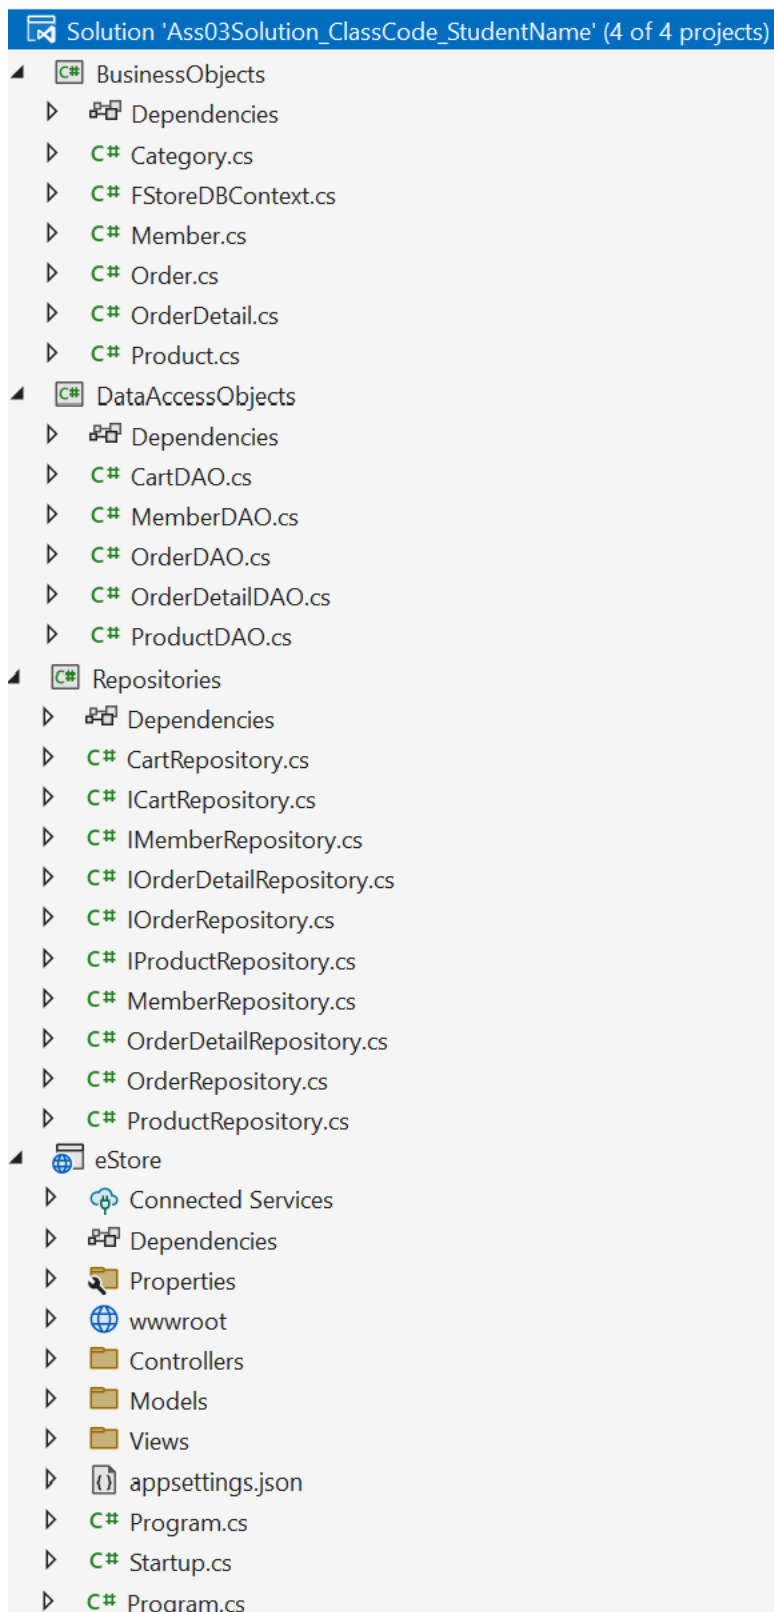 Solution 'Ass03Solution_ClassCode_StudentName' (4 of 4 projects)
C# BusinessObjects
Dependencies
C# Category.cs
C# FStoreDBContext.cs
C# Member.cs
C# Order.cs
C# OrderDetail.cs
C# Product.cs
C# DataAccessObjects
Dependencies
C# CartDAO.cs
C# MemberDAO.cs
C# OrderDAO.cs
C# OrderDetailDAO.cs
C# ProductDAO.cs
C# Repositories
Dependencies
C# CartRepository.cs
C# ICartRepository.cs
C# IMemberRepository.cs
C# IOrderDetailRepository.cs
C# IOrderRepository.cs
C# IProductRepository.cs
C# MemberRepository.cs
C# OrderDetailRepository.cs
C# OrderRepository.cs
C# ProductRepository.cs
eStore
Connected Services
Dependencies
Properties
wwwroot
Controllers
Models
Views
appsettings.json
C# Program.cs
C# Startup.cs
C# Program.cs